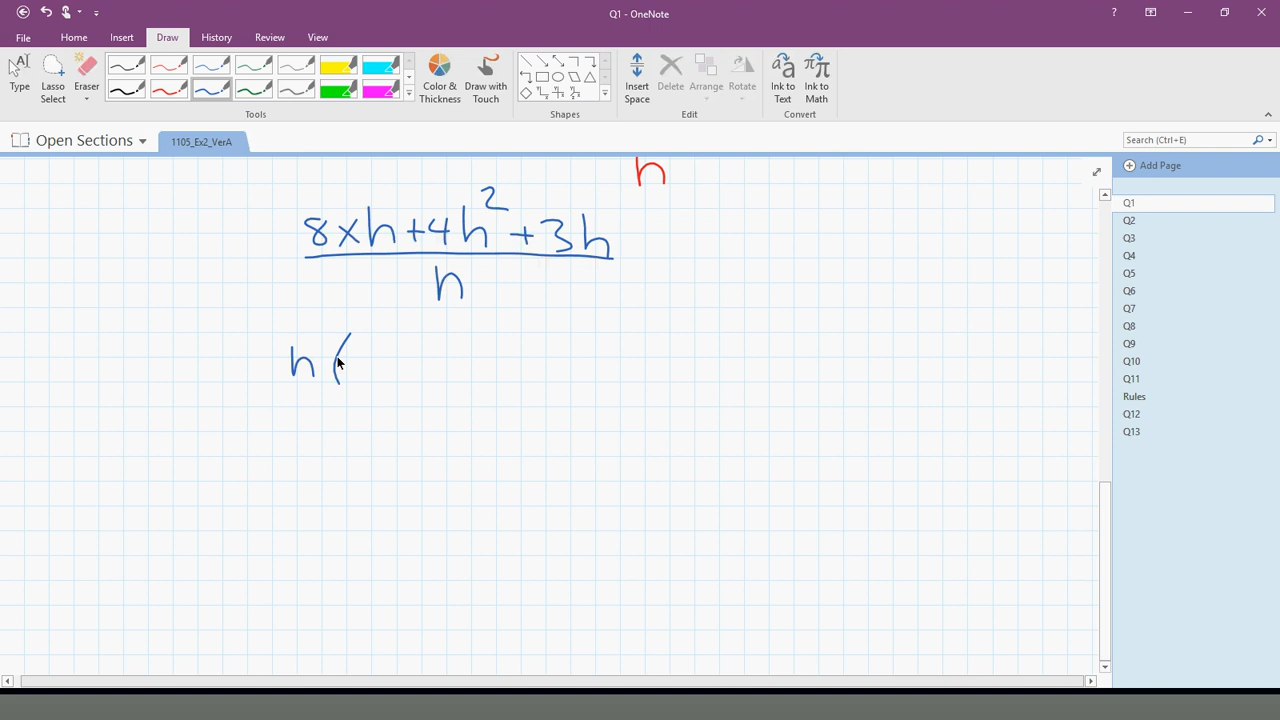 Q1 - OneNote
?
File Home Insert Draw History Review View
Type
Lasso Select
Eraser
Color & Thickness
Draw with Touch
Insert Space
Delete
Arrange
Rotate
Ink to Text
Ink to Math
Tools
Shapes
Edit
Convert
Open Sections
1105_Ex2_VerA
Search (Ctrl+E)
Add Page
Q1
Q2
Q3
Q4
Q5
Q6
Q7
Q8
Q9
Q10
Q11
Rules
Q12
Q13
h
8xh+4h²+3h
h
h(